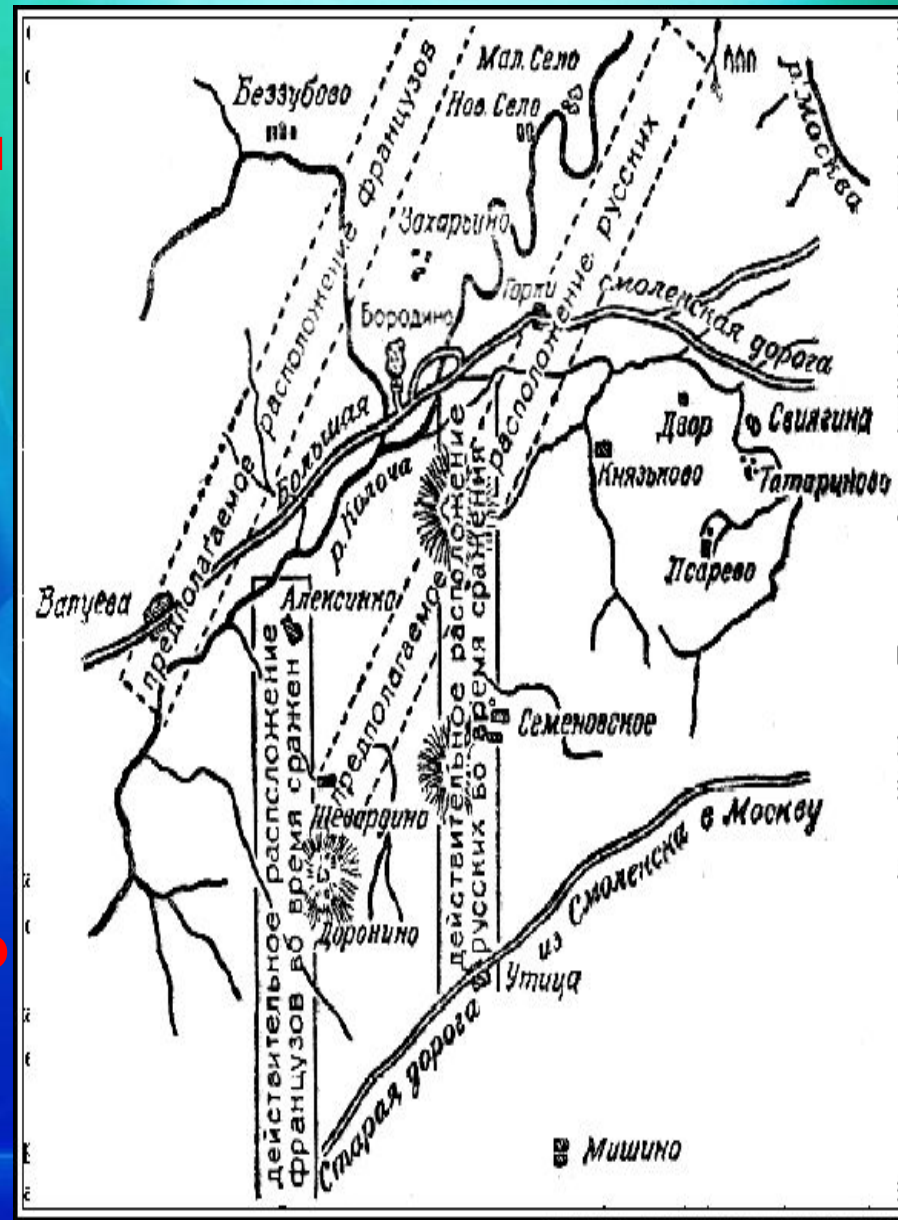 Мал. Село
Беззубово
Нов. Село
р. Москва
предполагаемое расположение французов
Захарьино
предполагаемое расположение русских
Горки
Бородино
Большая смоленская дорога
Двор
Свиягина
Князьково
Татариново
р. Колоча
Псарево
Валуева
Алексинко
Семеновское
действительное расположение
французов во время сражен
действительное расположение
русских во время сражения
Шевардино
Доронино
Старая дорога из Смоленска в Москву
Утица
Мишино